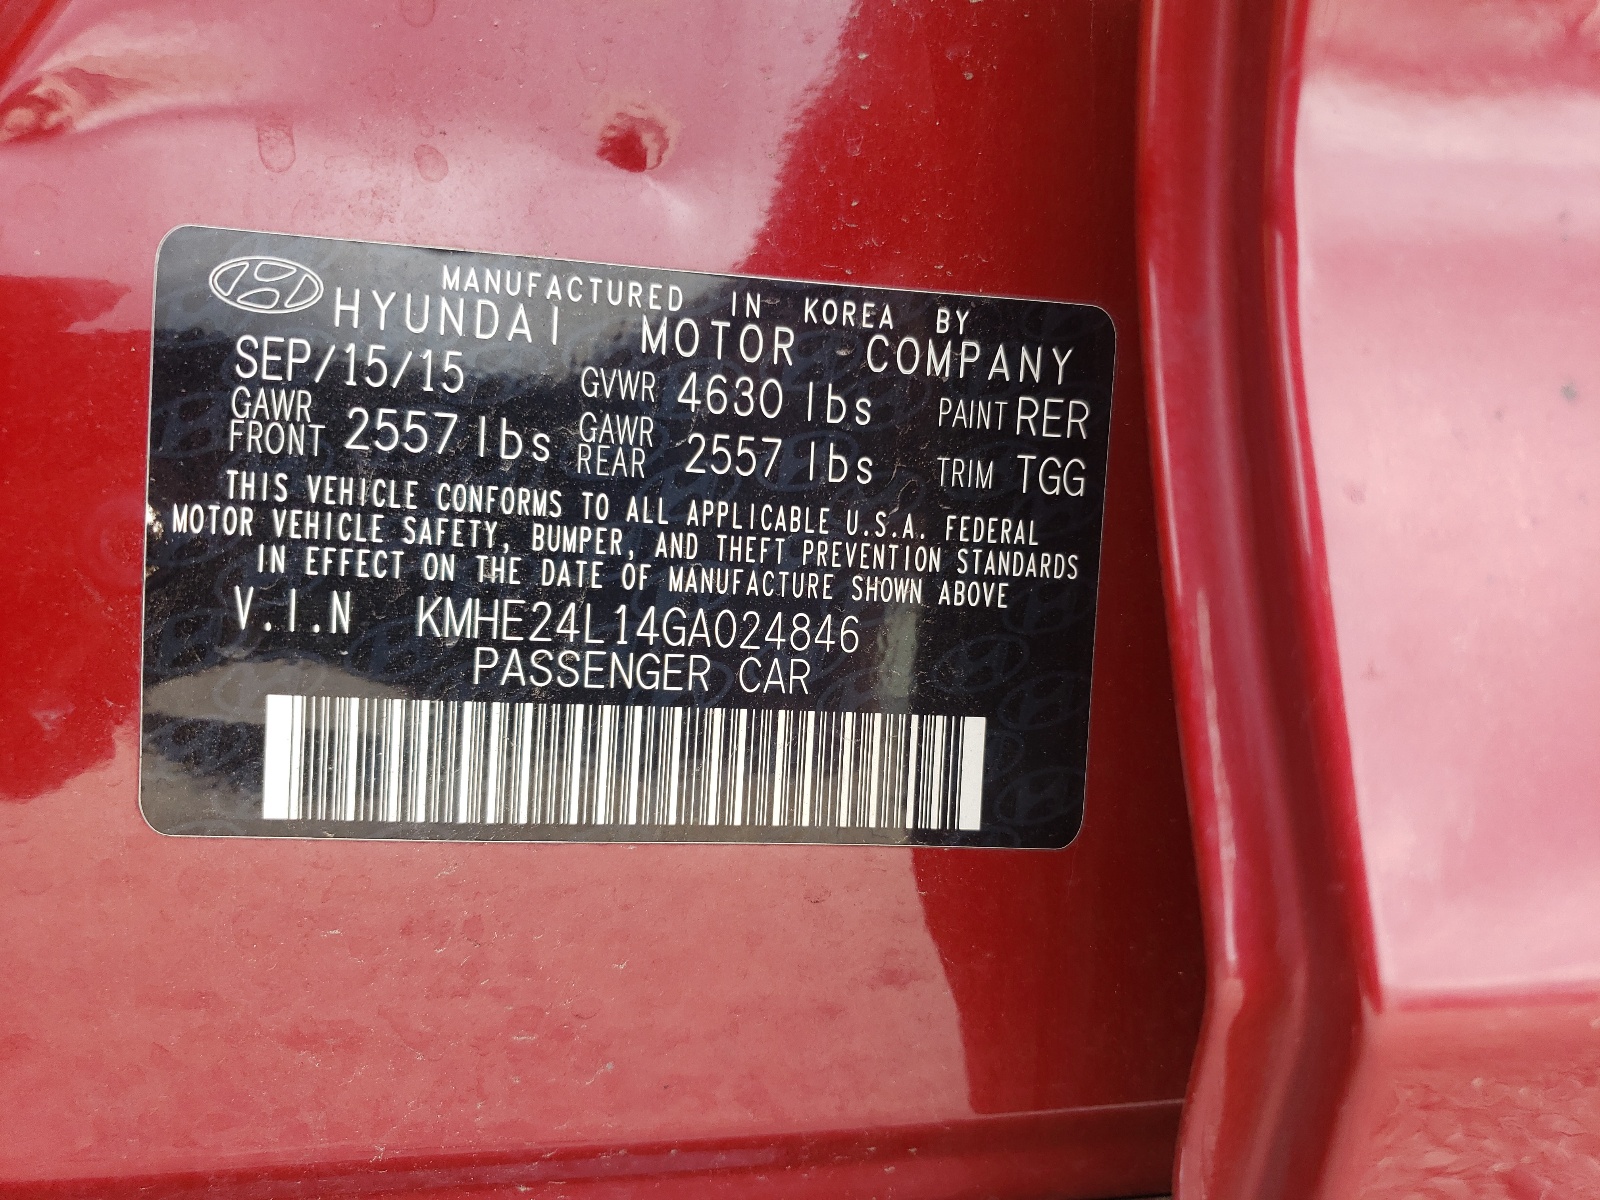 MANUFACTURED IN KOREA BY
HYUNDAI MOTOR COMPANY
SEP/15/15 GVWR 4630 lbs PAINT RER
GAWR FRONT 2557 lbs GAWR REAR 2557 lbs TRIM TGG
THIS VEHICLE CONFORMS TO ALL APPLICABLE U.S.A. FEDERAL
MOTOR VEHICLE SAFETY, BUMPER, AND THEFT PREVENTION STANDARDS
IN EFFECT ON THE DATE OF MANUFACTURE SHOWN ABOVE
V.I.N KMHE24L14GA024846
PASSENGER CAR